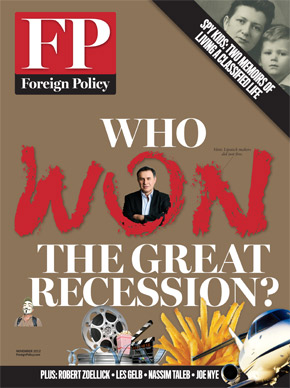 FP
Foreign Policy
SPY KIDS: TWO MEMOIRS OF
LIVING A CLASSIFIED LIFE
WHO
WON
THE GREAT
RECESSION?
PLUS: ROBERT ZOELLICK • LES GELB • NASSIM TALEB • JOE NYE